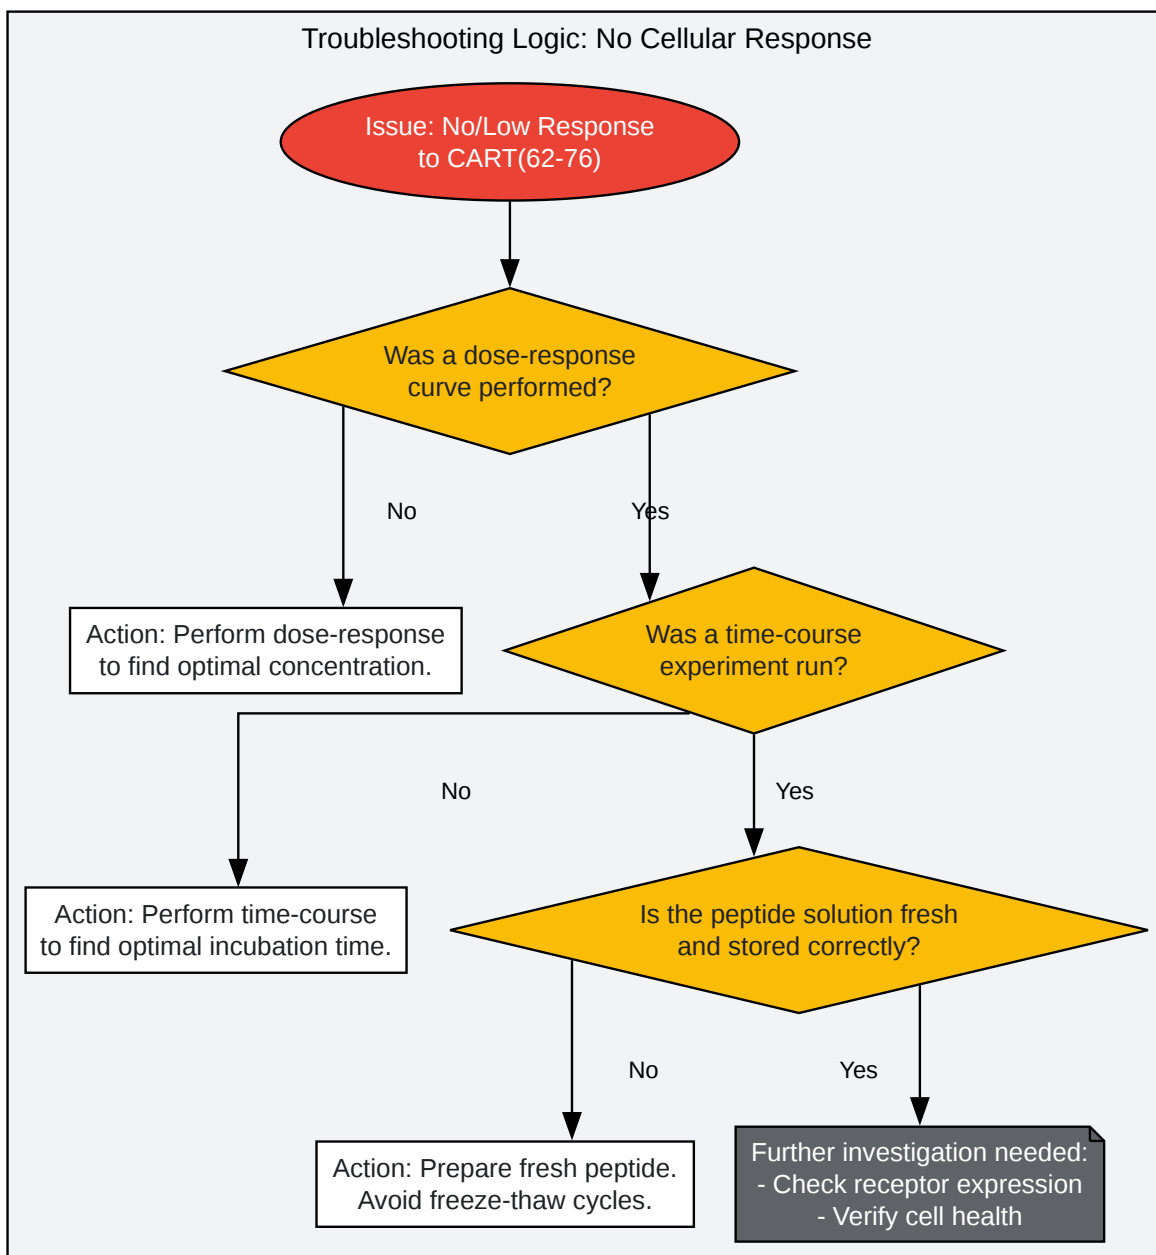 Troubleshooting Logic: No Cellular Response
Issue: No/Low Response
to CART(62-76)
Was a dose-response
curve performed?
No
Yes
Action: Perform dose-response
to find optimal concentration.
Was a time-course
experiment run?
No
Yes
Action: Perform time-course
to find optimal incubation time.
Is the peptide solution fresh
and stored correctly?
No
Yes
Action: Prepare fresh peptide.
Avoid freeze-thaw cycles.
Further investigation needed:
- Check receptor expression
- Verify cell health